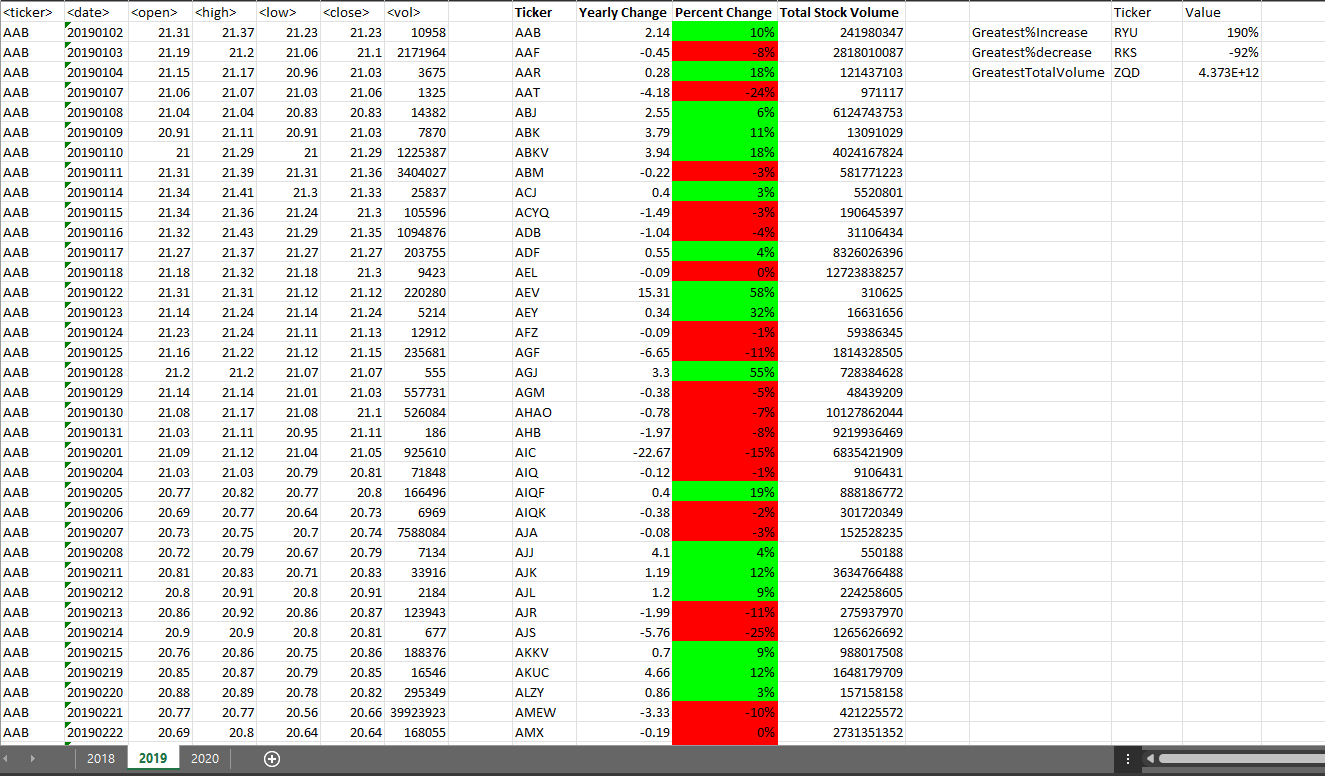 <ticker> <date> <open> <high> <low> <close> <vol> Ticker Yearly Change Percent Change Total Stock Volume Ticker Value
AAB 20190102 21.31 21.37 21.23 21.23 10958 AAB 2.14 10% 241980347 Greatest%Increase RYU 190%
AAB 20190103 21.19 21.2 21.06 21.1 2171964 AAF -0.45 -8% 2818010087 Greatest%decrease RKS -92%
AAB 20190104 21.15 21.17 20.96 21.03 3675 AAR 0.28 18% 121437103 GreatestTotalVolume ZQD 4.373E+12
AAB 20190107 21.06 21.07 21.03 21.06 1325 AAT -4.18 -24% 971117
AAB 20190108 21.04 21.04 20.83 20.83 14382 ABJ 2.55 6% 6124743753
AAB 20190109 20.91 21.11 20.91 21.03 7870 ABK 3.79 11% 13091029
AAB 20190110 21 21.29 21 21.29 1225387 ABKV 3.94 18% 4024167824
AAB 20190111 21.31 21.39 21.31 21.36 3404027 ABM -0.22 -3% 581771223
AAB 20190114 21.34 21.41 21.3 21.33 25837 ACJ 0.4 3% 5520801
AAB 20190115 21.34 21.36 21.24 21.3 105596 ACYQ -1.49 -3% 190645397
AAB 20190116 21.32 21.43 21.29 21.35 1094876 ADB -1.04 -4% 31106434
AAB 20190117 21.27 21.37 21.27 21.27 203755 ADF 0.55 4% 8326026396
AAB 20190118 21.18 21.32 21.18 21.3 9423 AEL -0.09 0% 12723838257
AAB 20190122 21.31 21.31 21.12 21.12 220280 AEV 15.31 58% 310625
AAB 20190123 21.14 21.24 21.14 21.24 5214 AEY 0.34 32% 16631656
AAB 20190124 21.23 21.24 21.11 21.13 12912 AFZ -0.09 -1% 59386345
AAB 20190125 21.16 21.22 21.12 21.15 235681 AGF -6.65 -11% 1814328505
AAB 20190128 21.2 21.2 21.07 21.07 555 AGJ 3.3 55% 728384628
AAB 20190129 21.14 21.14 21.01 21.03 557731 AGM -0.38 -5% 48439209
AAB 20190130 21.08 21.17 21.08 21.1 526084 AHAO -0.78 -7% 10127862044
AAB 20190131 21.03 21.11 20.95 21.11 186 AHB -1.97 -8% 9219936469
AAB 20190201 21.09 21.12 21.04 21.05 925610 AIC -22.67 -15% 6835421909
AAB 20190204 21.03 21.03 20.79 20.81 71848 AIQ -0.12 -1% 9106431
AAB 20190205 20.77 20.82 20.77 20.8 166496 AIQF 0.4 19% 888186772
AAB 20190206 20.69 20.77 20.64 20.73 6969 AIQK -0.38 -2% 301720349
AAB 20190207 20.73 20.75 20.7 20.74 7588084 AJA -0.08 -3% 152528235
AAB 20190208 20.72 20.79 20.67 20.79 7134 AJJ 4.1 4% 550188
AAB 20190211 20.81 20.83 20.71 20.83 33916 AJK 1.19 12% 3634766488
AAB 20190212 20.8 20.91 20.8 20.91 2184 AJL 1.2 9% 224258605
AAB 20190213 20.86 20.92 20.86 20.87 123943 AJR -1.99 -11% 275937970
AAB 20190214 20.9 20.9 20.8 20.81 677 AJS -5.76 -25% 1265626692
AAB 20190215 20.76 20.86 20.75 20.86 188376 AKKV 0.7 9% 988017508
AAB 20190219 20.85 20.87 20.79 20.85 16546 AKUC 4.66 12% 1648179709
AAB 20190220 20.88 20.89 20.78 20.82 295349 ALZY 0.86 3% 157158158
AAB 20190221 20.77 20.77 20.56 20.66 39923923 AMEW -3.33 -10% 421225572
AAB 20190222 20.69 20.8 20.64 20.64 168055 AMX -0.19 0% 2731351352
2018 2019 2020